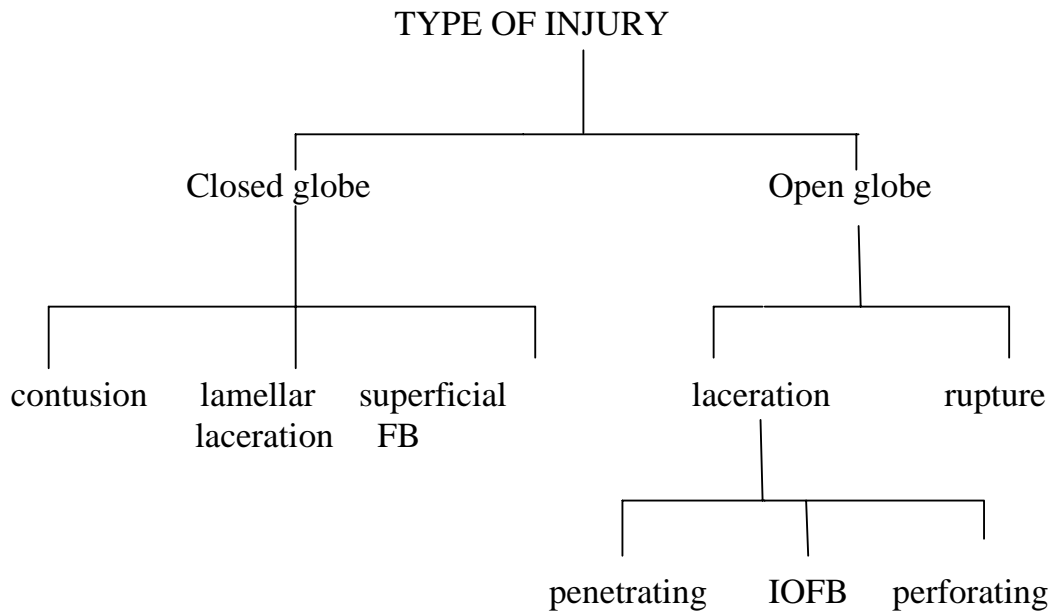 TYPE OF INJURY
Closed globe Open globe
contusion lamellar superficial laceration rupture
laceration FB
penetrating IOFB perforating